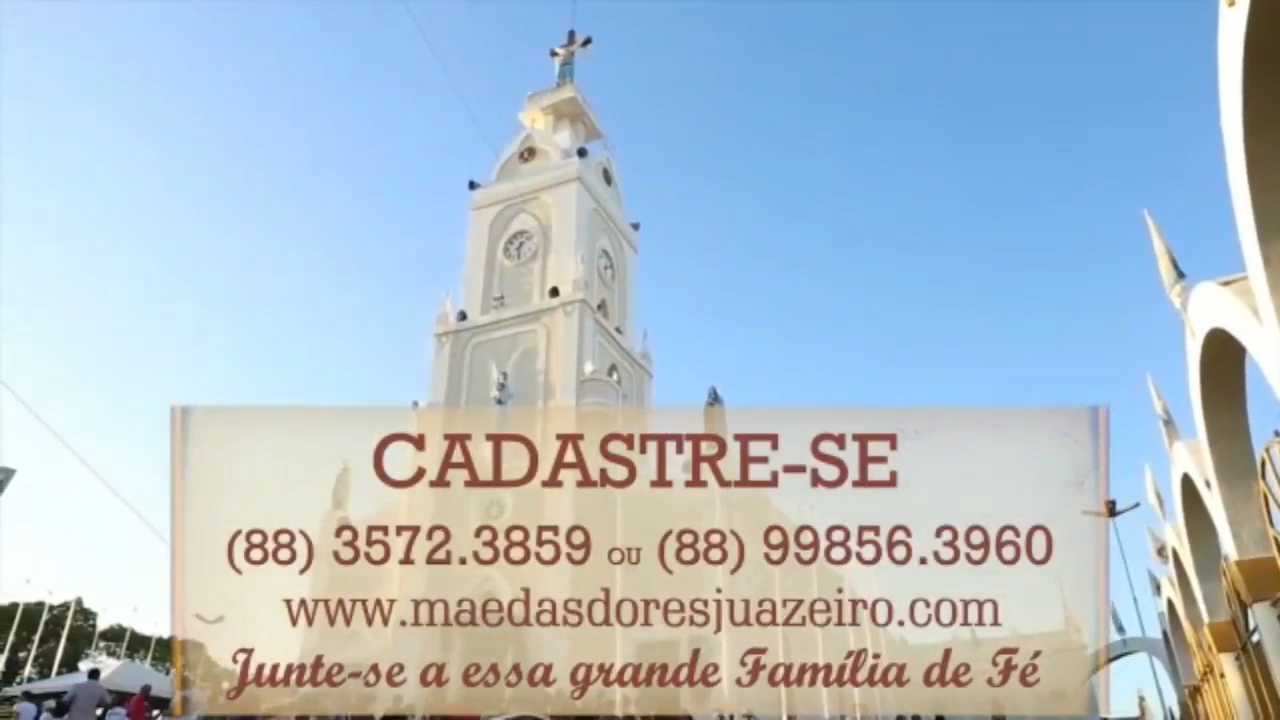 CADASTRE-SE
(88) 3572.3859 ou (88) 99856.3960
www.maedasdoresjuazeiro.com
Junte-se a essa grande Família de Fé